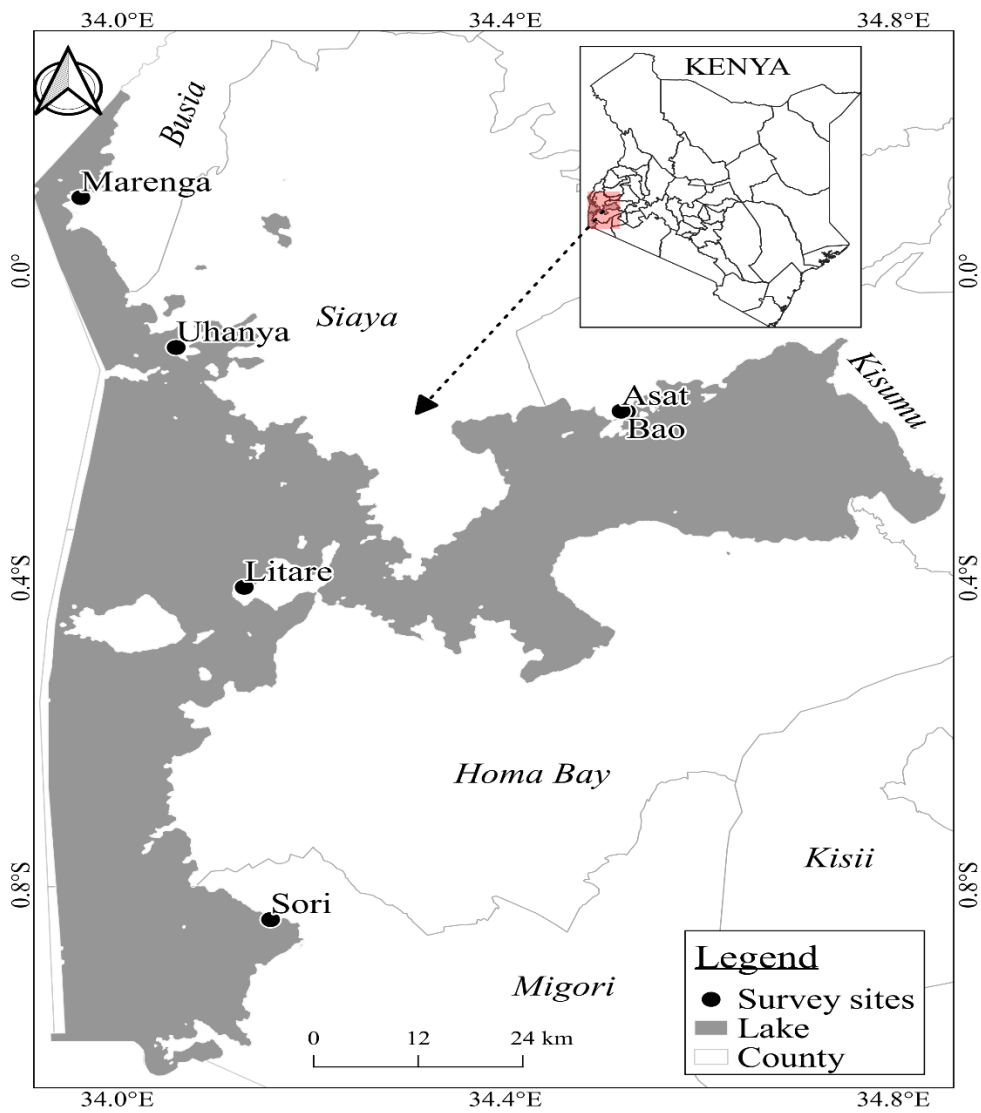 34.0°E 34.4°E 34.8°E
KENYA
Busia
Marenga
0.0°
0.0°
Siaya
Uhanya
Kisumu
Asat
Bao
Litare
0.4°S
0.4°S
Homa Bay
Kisii
0.8°S
0.8°S
Sori
Migori
Legend
Survey sites
Lake
County
0 12 24 km
34.0°E 34.4°E 34.8°E